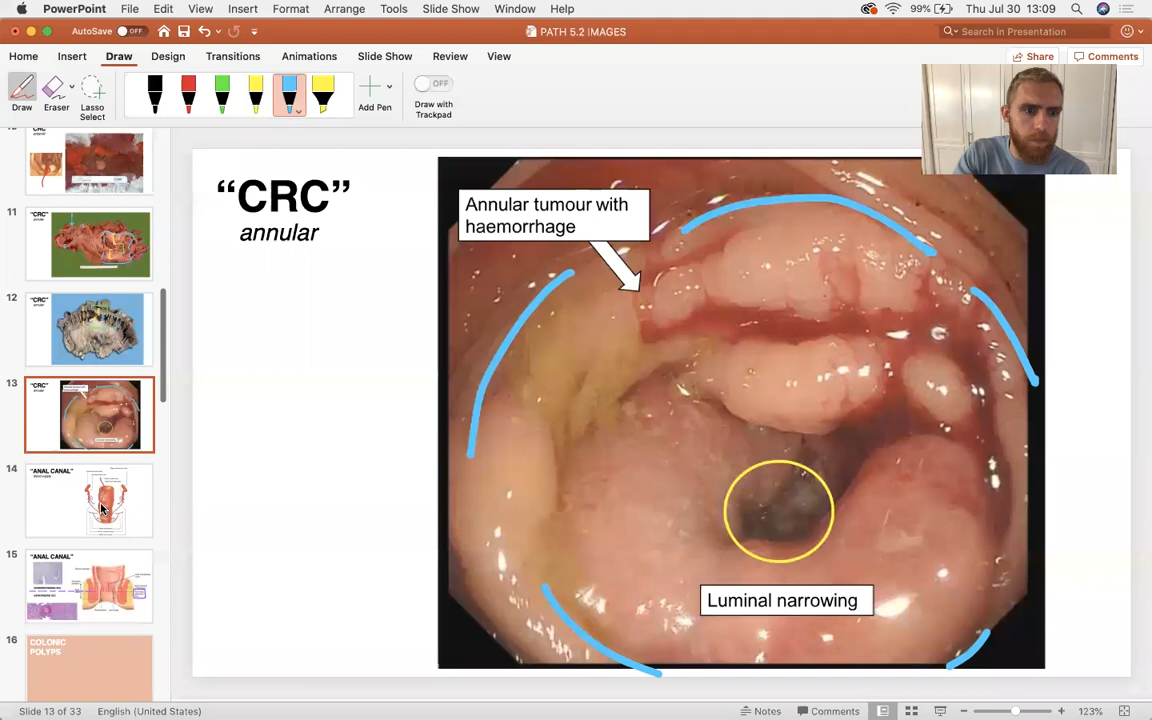 PowerPoint File Edit View Insert Format Arrange Tools Slide Show Window Help 99% Thu Jul 30 13:09
AutoSave OFF PATH 5.2 IMAGES Search in Presentation
Home Insert Draw Design Transitions Animations Slide Show Review View Share Comments
Draw Eraser Lasso Select Add Pen OFF Draw with Trackpad
"CRC"
11
"CRC"
12
"CRC"
13
"CRC"
14
"ANAL CANAL"
15
"ANAL CANAL"
16
COLONIC
POLYPS
“CRC”
annular
Annular tumour with
haemorrhage
Luminal narrowing
Slide 13 of 33 English (United States) Notes Comments 123%